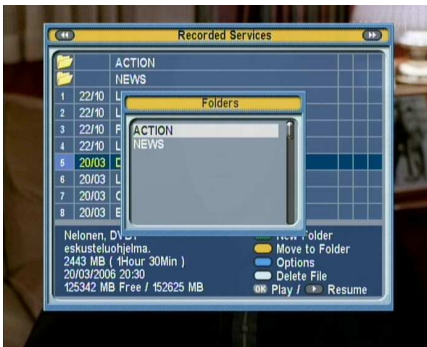 Recorded Services
ACTION
NEWS
1 22/10 L
2 22/10 L
3 22/10 F
4 22/10 L
5 20/03 D
6 20/03 L
7 20/03
8 20/03 E
Folders
ACTION
NEWS
Nelonen, DVB1
eskusteluohjelma.
2443 MB ( 1Hour 30Min )
20/03/2006 20:30
125342 MB Free / 152625 MB
New Folder
Move to Folder
Options
Delete File
OK Play / Resume